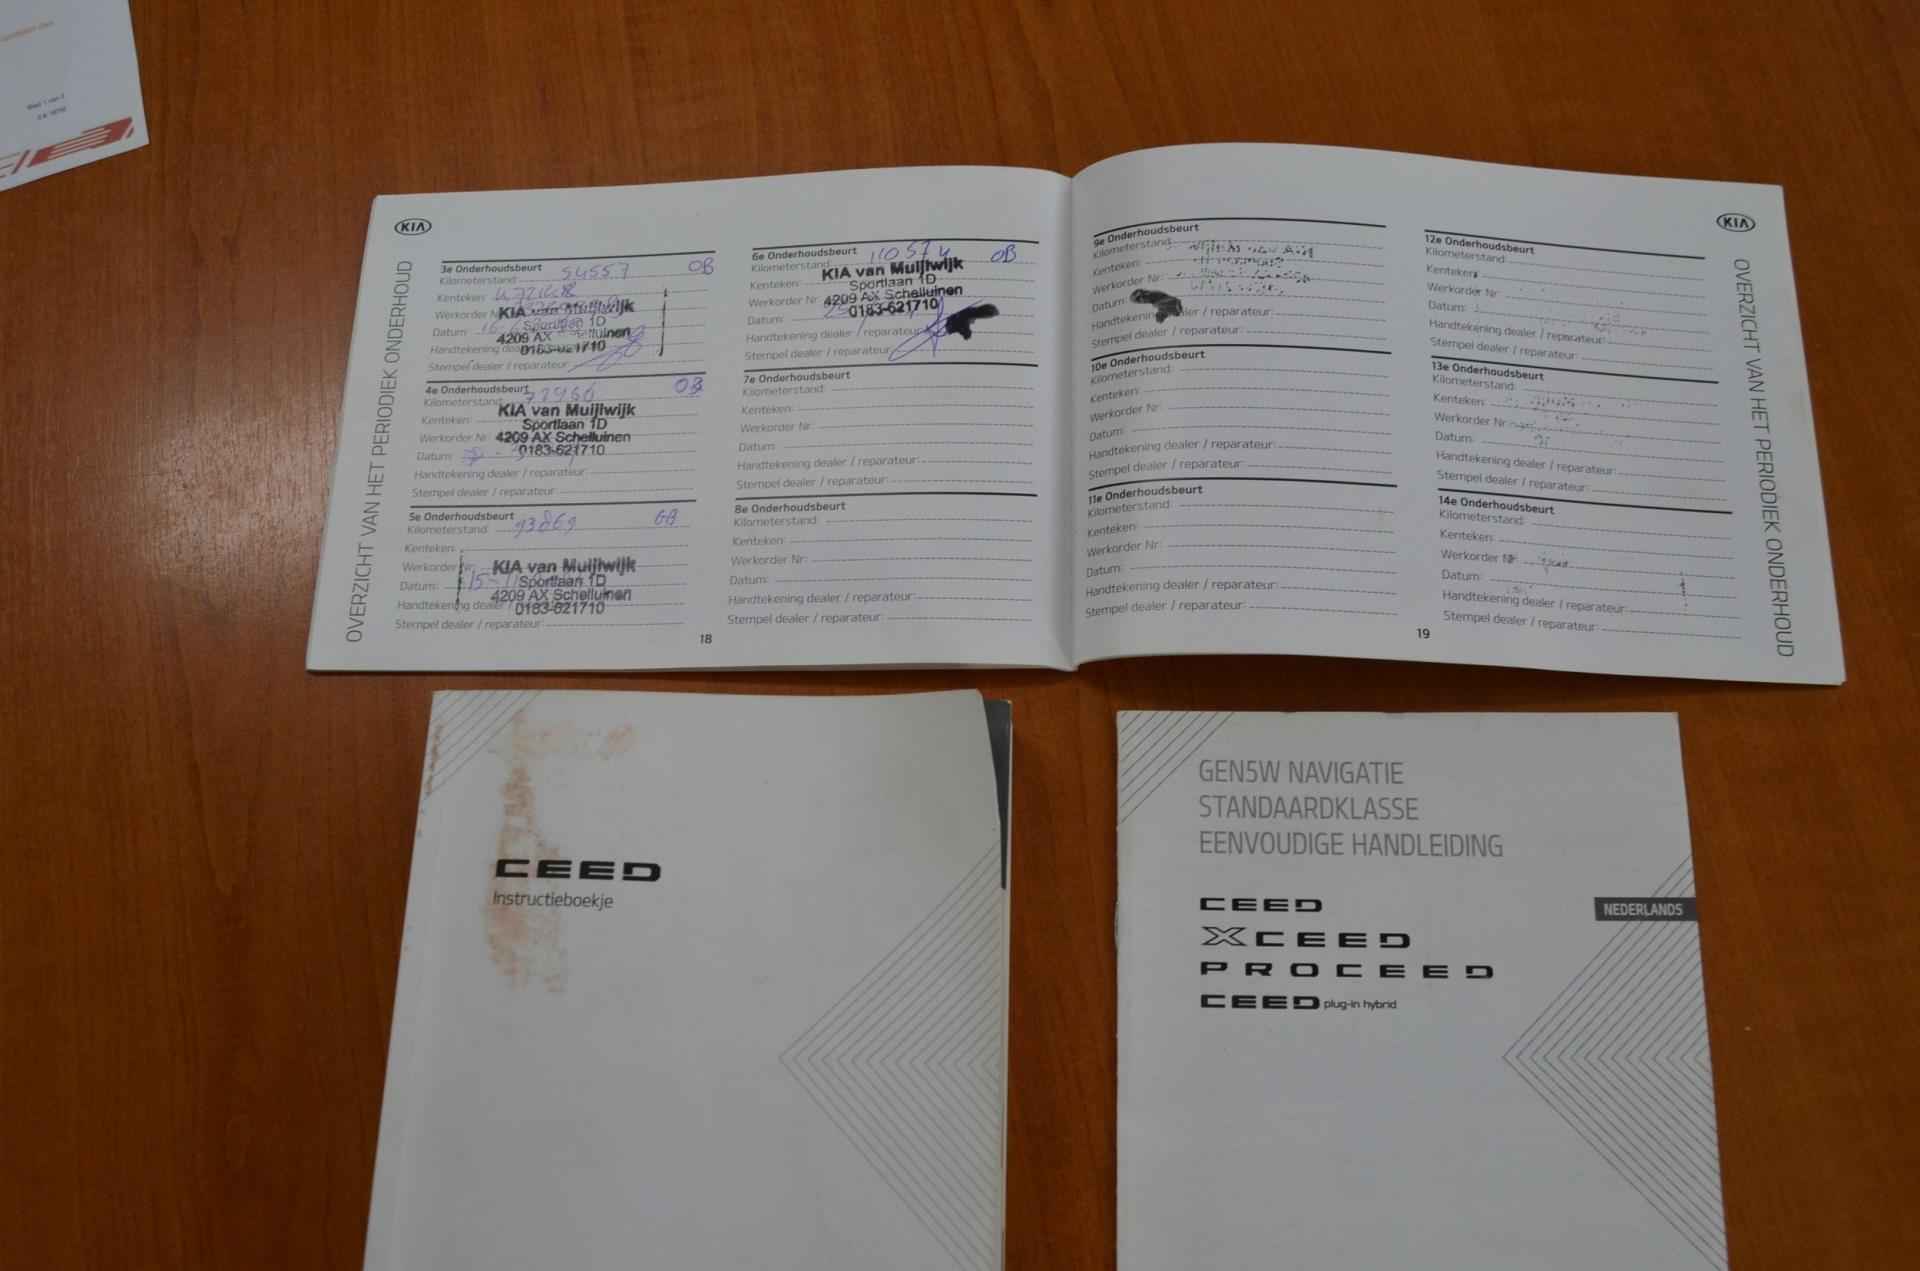 KIA
OVERZICHT VAN HET PERIODIEK ONDERHOUD
3e Onderhoudsbeurt
Kilometerstand 54557 OB
Kenteken:
Werkorder
KIA van Muijlwijk
Sportlaan 1D
Datum:
4209 AX Schelluinen
Handtekening
0183-621710
Stempel dealer / reparateur:
4e Onderhoudsbeurt
Kilometerstand 72966 OB
KIA van Muijlwijk
Kenteken:
Sportlaan 1D
Werkorder Nr: 4209 AX Schelluinen
Datum: 0183-621710
Handtekening dealer / reparateur:
Stempel dealer / reparateur:
5e Onderhoudsbeurt
Kilometerstand: 93869 GB
Kenteken:
Werkorder Nr: KIA van Muijlwijk
Datum: 15-11 Sportlaan 1D
4209 AX Schelluinen
Handtekening dealer / 0183-621710
Stempel dealer / reparateur:
6e Onderhoudsbeurt 110574 OB
Kilometerstand:
KIA van Muijlwijk
Kenteken: Sportlaan 1D
Werkorder Nr: 4209 AX Schelluinen
Datum: 0183-621710
Handtekening dealer / reparateur
Stempel dealer / reparateur:
7e Onderhoudsbeurt
Kilometerstand:
Kenteken:
Werkorder Nr:
Datum:
Handtekening dealer / reparateur:
Stempel dealer / reparateur:
8e Onderhoudsbeurt
Kilometerstand:
Kenteken:
Werkorder Nr:
Datum:
Handtekening dealer / reparateur:
Stempel dealer / reparateur:
18
9e Onderhoudsbeurt
Kilometerstand:
Kenteken:
Werkorder Nr:
Datum:
Handtekening dealer / reparateur:
Stempel dealer / reparateur:
10e Onderhoudsbeurt
Kilometerstand:
Kenteken:
Werkorder Nr:
Datum:
Handtekening dealer / reparateur:
Stempel dealer / reparateur:
11e Onderhoudsbeurt
Kilometerstand:
Kenteken:
Werkorder Nr:
Datum:
Handtekening dealer / reparateur:
Stempel dealer / reparateur:
12e Onderhoudsbeurt
Kilometerstand:
Kenteken:
Werkorder Nr:
Datum:
Handtekening dealer / reparateur:
Stempel dealer / reparateur:
13e Onderhoudsbeurt
Kilometerstand:
Kenteken:
Werkorder Nr:
Datum:
Handtekening dealer / reparateur:
Stempel dealer / reparateur:
14e Onderhoudsbeurt
Kilometerstand:
Kenteken:
Werkorder Nr:
Datum:
Handtekening dealer / reparateur:
Stempel dealer / reparateur:
19
KIA
OVERZICHT VAN HET PERIODIEK ONDERHOUD
CEED
Instructieboekje
GEN5W NAVIGATIE
STANDAARDKLASSE
EENVOUDIGE HANDLEIDING
CEED
XCEED
PROCEED
CEED plug-in hybrid
NEDERLANDS